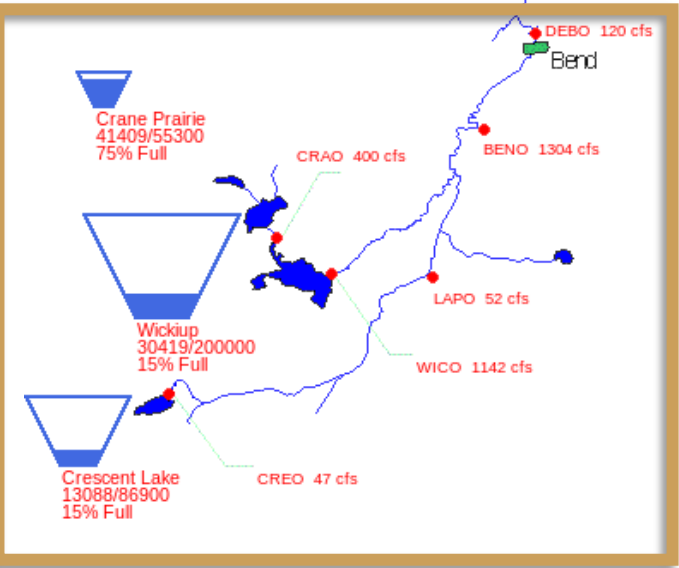 DEBO 120 cfs
Bend
Crane Prairie
41409/55300
75% Full
BENO 1304 cfs
CRAO 400 cfs
LAPO 52 cfs
Wickiup
30419/200000
15% Full
WICO 1142 cfs
Crescent Lake
13088/86900
15% Full
CREO 47 cfs